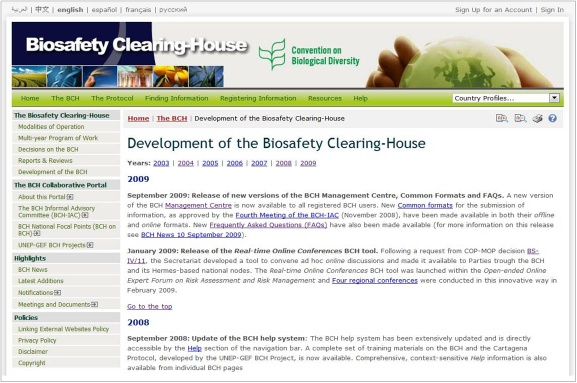 العربية | 中文 | english | español | français | русский
Sign Up for an Account | Sign In
Biosafety Clearing-House
Convention on
Biological Diversity
Home The BCH The Protocol Finding Information Registering Information Resources Help
Country Profiles...
The Biosafety Clearing-House
Modalities of Operation
Multi-year Program of Work
Decisions on the BCH
Reports & Reviews
Development of the BCH
The BCH Collaborative Portal
About this Portal
The BCH Informal Advisory
Committee (BCH-IAC)
BCH National Focal Points (BCH on
BCH)
UNEP-GEF BCH Projects
Highlights
BCH News
Latest Additions
Notifications
Meetings and Documents
Policies
Linking External Websites Policy
Privacy Policy
Disclaimer
Copyright
Home | The BCH | Development of the Biosafety Clearing-House
Development of the Biosafety Clearing-House
Years: 2003 | 2004 | 2005 | 2006 | 2007 | 2008 | 2009
2009
September 2009: Release of new versions of the BCH Management Centre, Common Formats and FAQs. A new version
of the BCH Management Centre is now available to all registered BCH users. New Common formats for the submission of
information, as approved by the Fourth Meeting of the BCH-IAC (November 2008), have been made available in both their offline
and online formats. New Frequently Asked Questions (FAQs) have also been made available (for more information on this release
see BCH News 10 September 2009).
January 2009: Release of the Real-time Online Conferences BCH tool. Following a request from COP-MOP decision BS-
IV/11, the Secretariat developed a tool to convene ad hoc online discussions and made it available to Parties trough the BCH
and its Hermes-based national nodes. The Real-time Online Conferences BCH tool was launched within the Open-ended Online
Expert Forum on Risk Assessment and Risk Management and Four regional conferences were conducted in this innovative way in
February 2009.
Go to the top
2008
September 2008: Update of the BCH help system: The BCH help system has been extensively updated and is directly
accessible by the Help section of the navigation bar. A complete set of training materials on the BCH and the Cartagena
Protocol, developed by the UNEP-GEF BCH Project, is now available. Comprehensive, context-sensitive Help information is also
available from individual BCH pages